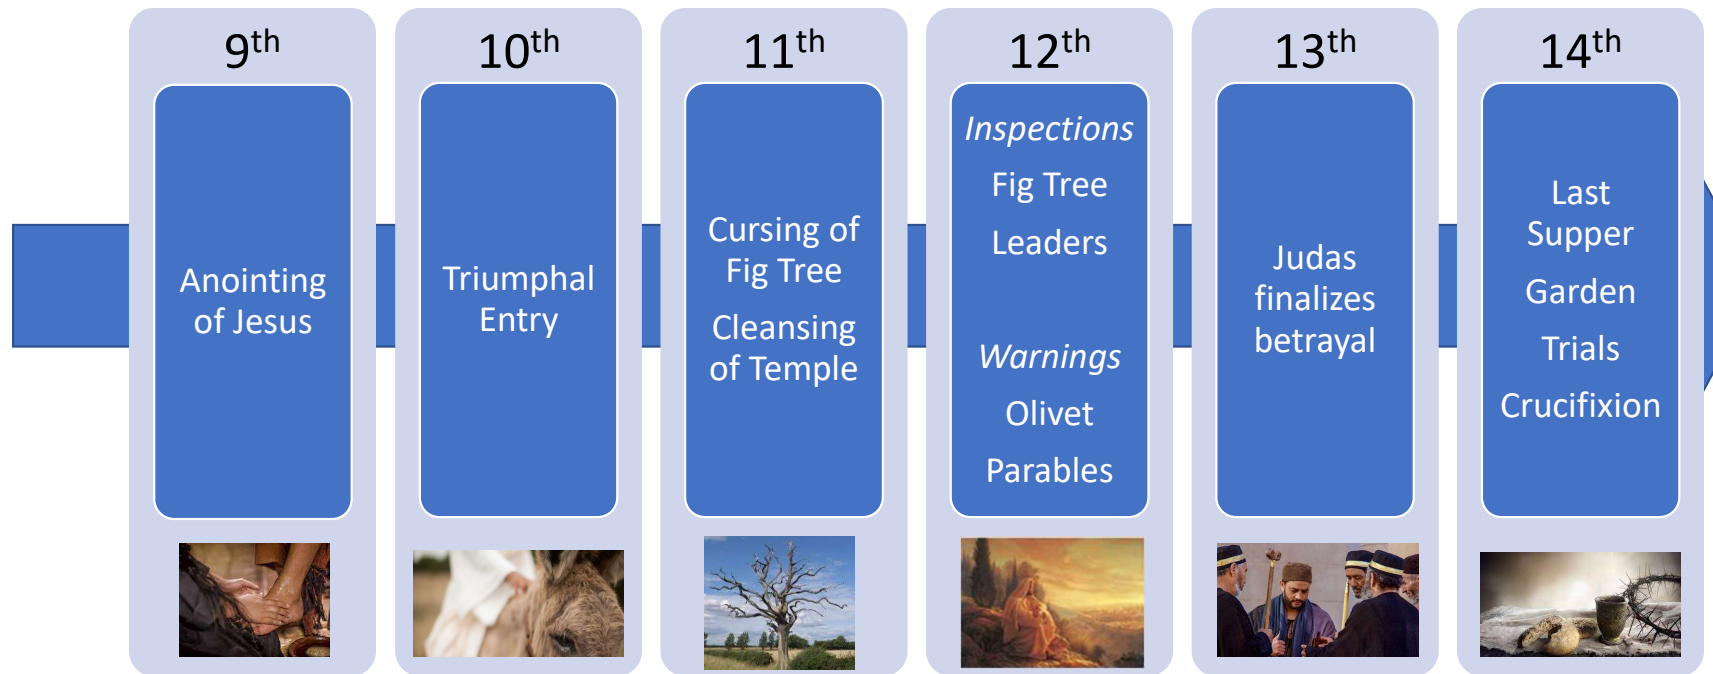 9th
Anointing
of Jesus
10th
Triumphal
Entry
11th
Cursing of
Fig Tree
Cleansing
of Temple
12th
Inspections
Fig Tree
Leaders
Warnings
Olivet
Parables
13th
Judas
finalizes
betrayal
14th
Last
Supper
Garden
Trials
Crucifixion